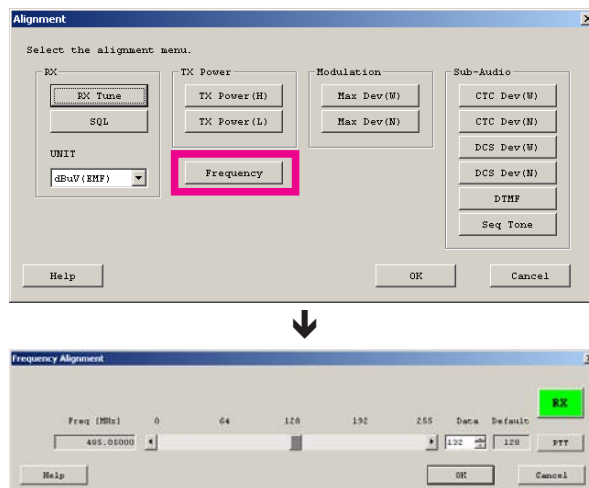 Alignment
Select the alignment menu.
RX TX Power Modulation Sub-Audio
RX Tune TX Power(H) Max Dev(W) CTC Dev(W)
SQL TX Power(L) Max Dev(N) CTC Dev(N)
UNIT DCS Dev(W)
dBuV(EMF) Frequency DCS Dev(N)
DTMF
Seq Tone
Help OK Cancel
Frequency Alignment
RX
Freq [MHz] 0 64 128 192 255 Data Default
485.05000 132 128 PTT
Help OK Cancel